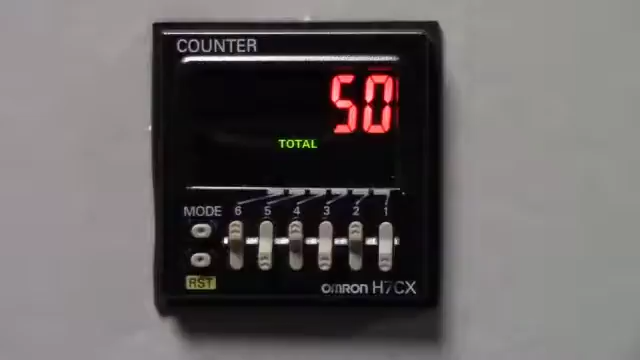 COUNTER
50
TOTAL
MODE 6 5 4 3 2 1
RST
omron H7CX